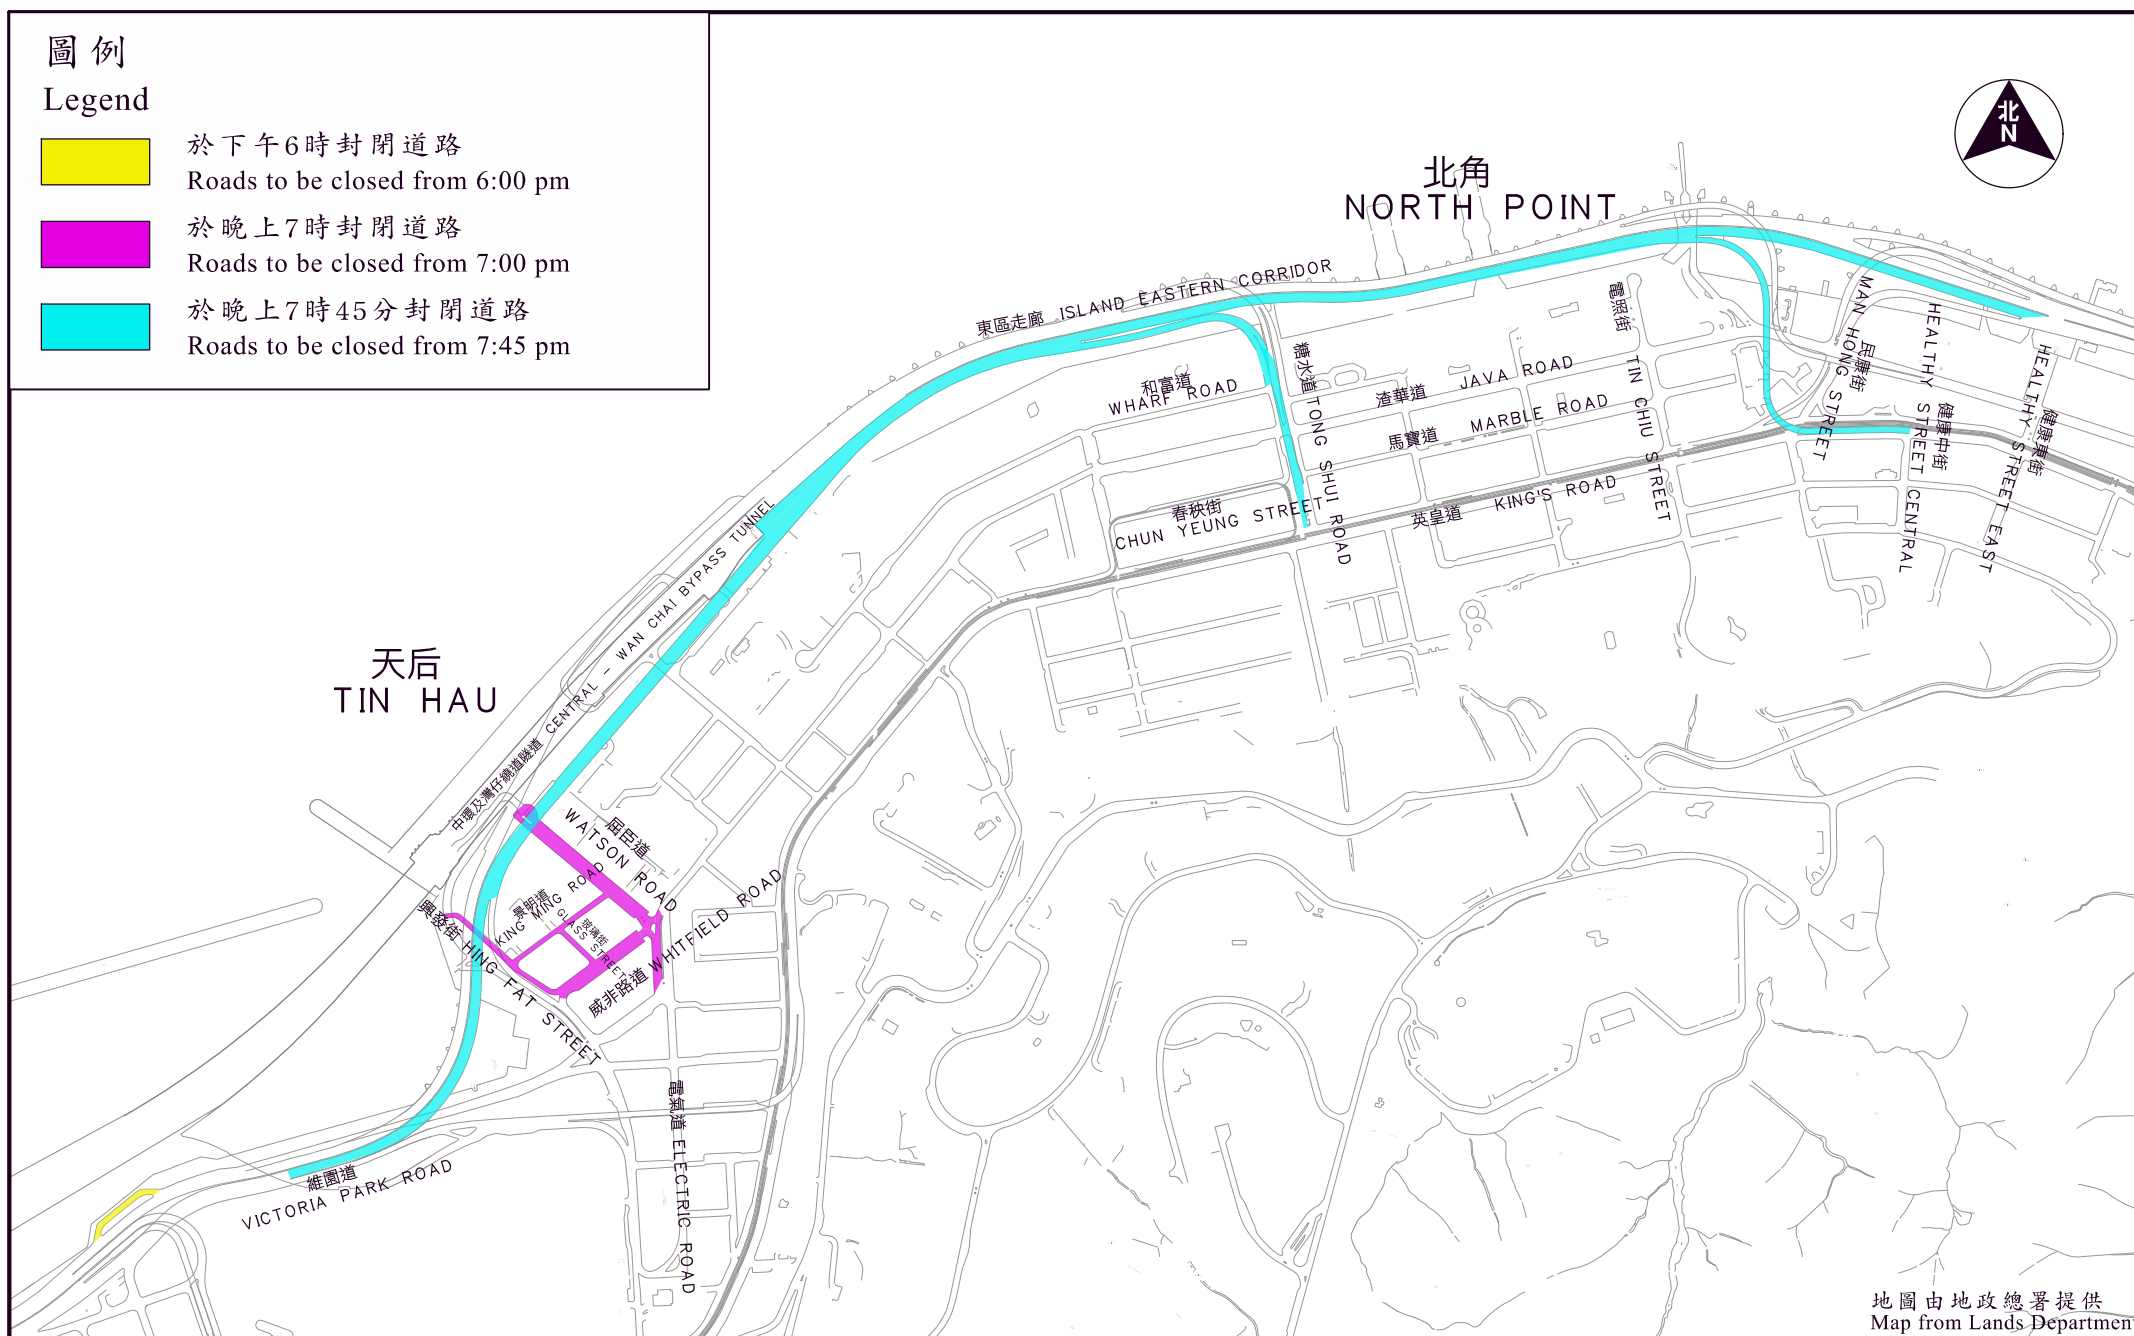 圖例
Legend
於下午6時封閉道路
Roads to be closed from 6:00 pm
於晚上7時封閉道路
Roads to be closed from 7:00 pm
於晚上7時45分封閉道路
Roads to be closed from 7:45 pm
北
N
北角
NORTH POINT
東區走廊 ISLAND EASTERN CORRIDOR
電照街 TIN CHIU STREET
民康街
MAN HONG STREET
健康中街
HEALTHY STREET CENTRAL
健康東街
HEALTHY STREET EAST
和富道
WHARF ROAD
糖水道 TONG SHUI ROAD
渣華道 JAVA ROAD
馬寶道 MARBLE ROAD
英皇道 KING'S ROAD
春秧街
CHUN YEUNG STREET
天后
TIN HAU
中環及灣仔繞道隧道 CENTRAL - WAN CHAI BYPASS TUNNEL
屈臣道
WATSON ROAD
景明道
KING MING ROAD
玻璃街
GLASS STREET
威非路道 WHITFIELD ROAD
興發街 HING FAT STREET
電氣道 ELECTRIC ROAD
維園道
VICTORIA PARK ROAD
地圖由地政總署提供
Map from Lands Department